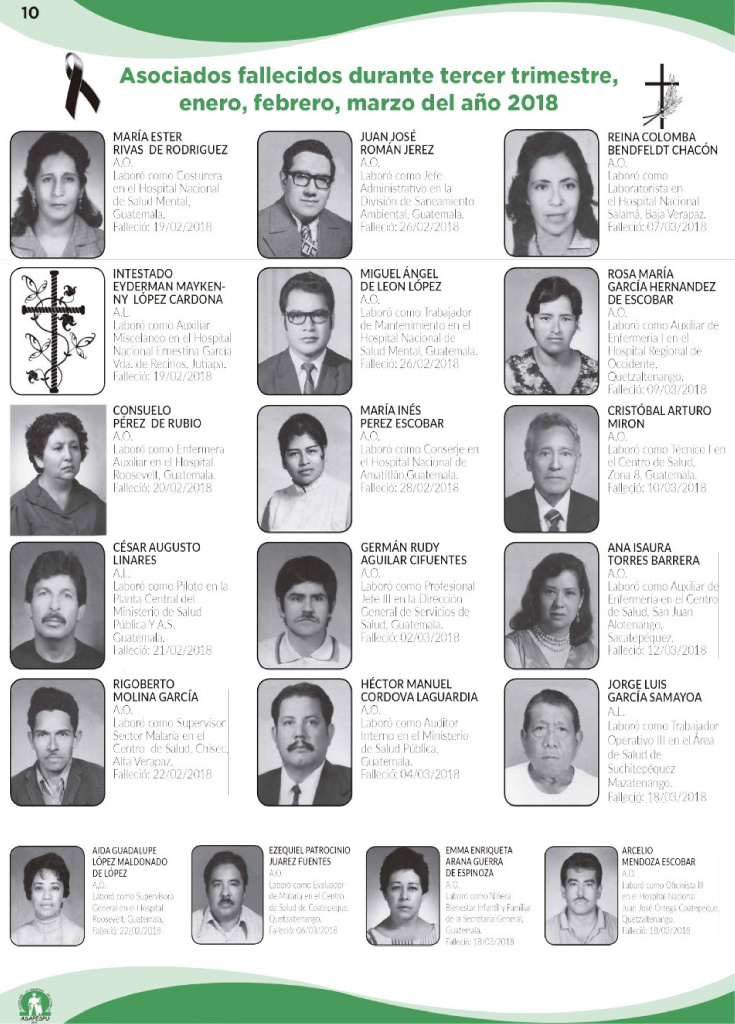 10
Asociados fallecidos durante tercer trimestre,
enero, febrero, marzo del año 2018
MARÍA ESTER
RIVAS DE RODRIGUEZ
A.O.
Laboró como Costurera
en el Hospital Nacional
de Salud Mental,
Guatemala.
Falleció: 19/02/2018
JUAN JOSÉ
ROMÁN JEREZ
A.O.
Laboró como Jefe
Administrativo en la
División de Saneamiento
Ambiental, Guatemala.
Falleció: 26/02/2018
REINA COLOMBA
BENDFELDT CHACÓN
A.O.
Laboró como
Laboratorista en
el Hospital Nacional
Salamá, Baja Verapaz.
Falleció: 07/03/2018
INTESTADO
EYDERMAN MAYKEN-
NY LÓPEZ CARDONA
A.L.
Laboró como Auxiliar
Miscelaneo en el Hospital
Nacional Ernestina García
Vda. de Recinos, Jutiapa.
Falleció: 19/02/2018
MIGUEL ÁNGEL
DE LEON LÓPEZ
A.O.
Laboró como Trabajador
de Mantenimiento en el
Hospital Nacional de
Salud Mental, Guatemala.
Falleció: 26/02/2018
ROSA MARÍA
GARCÍA HERNANDEZ
DE ESCOBAR
A.O.
Laboró como Auxiliar de
Enfermería I en el
Hospital Regional de
Occidente,
Quetzaltenango.
Falleció: 09/03/2018
CONSUELO
PÉREZ DE RUBIO
A.O.
Laboró como Enfermera
Auxiliar en el Hospital
Roosevelt, Guatemala.
Falleció: 20/02/2018
MARÍA INÉS
PEREZ ESCOBAR
A.O.
Laboró como Conserje en
el Hospital Nacional de
Amatitlán,Guatemala.
Falleció: 28/02/2018
CRISTÓBAL ARTURO
MIRON
A.O.
Laboró como Técnico I en
el Centro de Salud,
Zona 8, Guatemala.
Falleció: 10/03/2018
CÉSAR AUGUSTO
LINARES
A.L.
Laboró como Piloto en la
Planta Central del
Ministerio de Salud
Pública Y A.S.
Guatemala.
Falleció: 21/02/2018
GERMÁN RUDY
AGUILAR CIFUENTES
A.O.
Laboró como Profesional
Jefe III en la Dirección
General de Servicios de
Salud, Guatemala.
Falleció: 02/03/2018
ANA ISAURA
TORRES BARRERA
A.O.
Laboró como Auxiliar de
Enfermería en el Centro
de Salud, San Juan
Alotenango,
Sacatepéquez.
Falleció: 12/03/2018
RIGOBERTO
MOLINA GARCÍA
A.O.
Laboró como Supervisor
Sector Malaria en el
Centro de Salud, Chisec,
Alta Verapaz.
Falleció: 22/02/2018
HÉCTOR MANUEL
CORDOVA LAGUARDIA
A.O.
Laboró como Auditor
Interno en el Ministerio
de Salud Pública,
Guatemala.
Falleció: 04/03/2018
JORGE LUIS
GARCÍA SAMAYOA
A.L.
Laboró como Trabajador
Operativo III en el Área
de Salud de
Suchitepéquez
Mazatenango.
Falleció: 18/03/2018
AIDA GUADALUPE
LÓPEZ MALDONADO
DE LÓPEZ
A.O.
Laboró como Supervisora
General en el Hospital
Roosevelt, Guatemala.
Falleció: 22/02/2018
EZEQUIEL PATROCINIO
JUAREZ FUENTES
A.O.
Laboro como Evaluador
de Malaria en el Centro
de Salud de Coatepeque,
Quetzaltenango.
Falleció: 06/03/2018
EMMA ENRIQUETA
ARANA GUERRA
DE ESPINOZA
A.O.
Laboró como Niñera
Bienestar Infantíl y Familiar
de la Secretaria General,
Guatemala.
Falleció: 18/03/2018
ARCELIO
MENDOZA ESCOBAR
A.O.
Laboró como Oficinista III
en el Hospital Nacional
Juan José Ortega Coatepeque,
Quetzaltenango.
Falleció: 18/03/2018
ASAPESPU